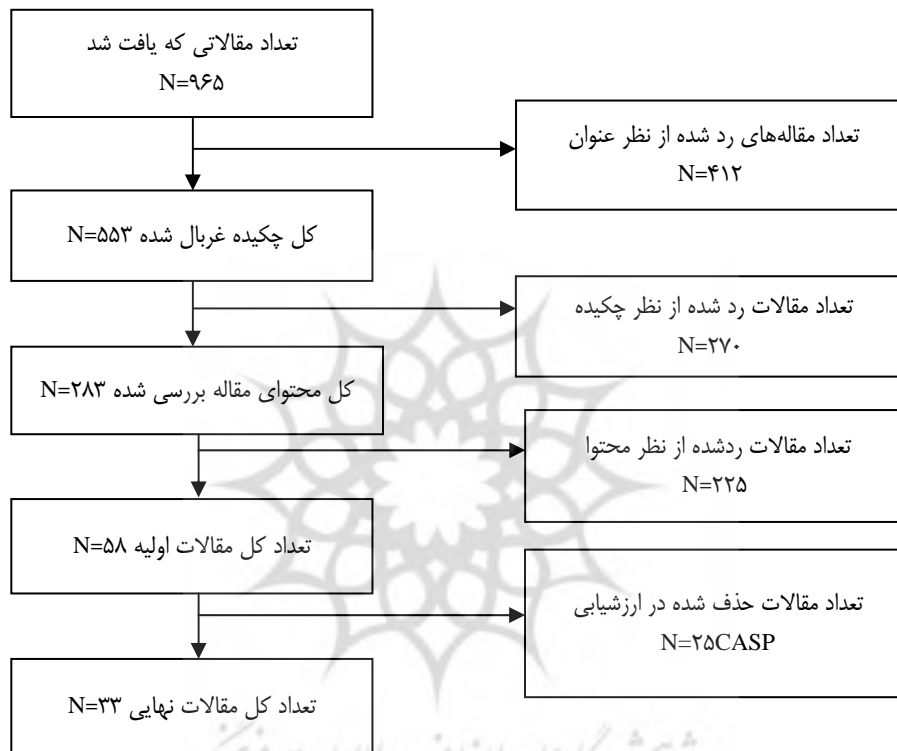 تعداد مقالاتی که یافت شد
N=۹۶۵
تعداد مقاله‌های رد شده از نظر عنوان
N=۴۱۲
کل چکیده غربال شده N=۵۵۳
تعداد مقالات رد شده از نظر چکیده
N=۲۷۰
کل محتوای مقاله بررسی شده N=۲۸۳
تعداد مقالات ردشده از نظر محتوا
N=۲۲۵
تعداد کل مقالات اولیه N=۵۸
تعداد مقالات حذف شده در ارزشیابی
N=۲۵CASP
تعداد کل مقالات نهایی N=۳۳